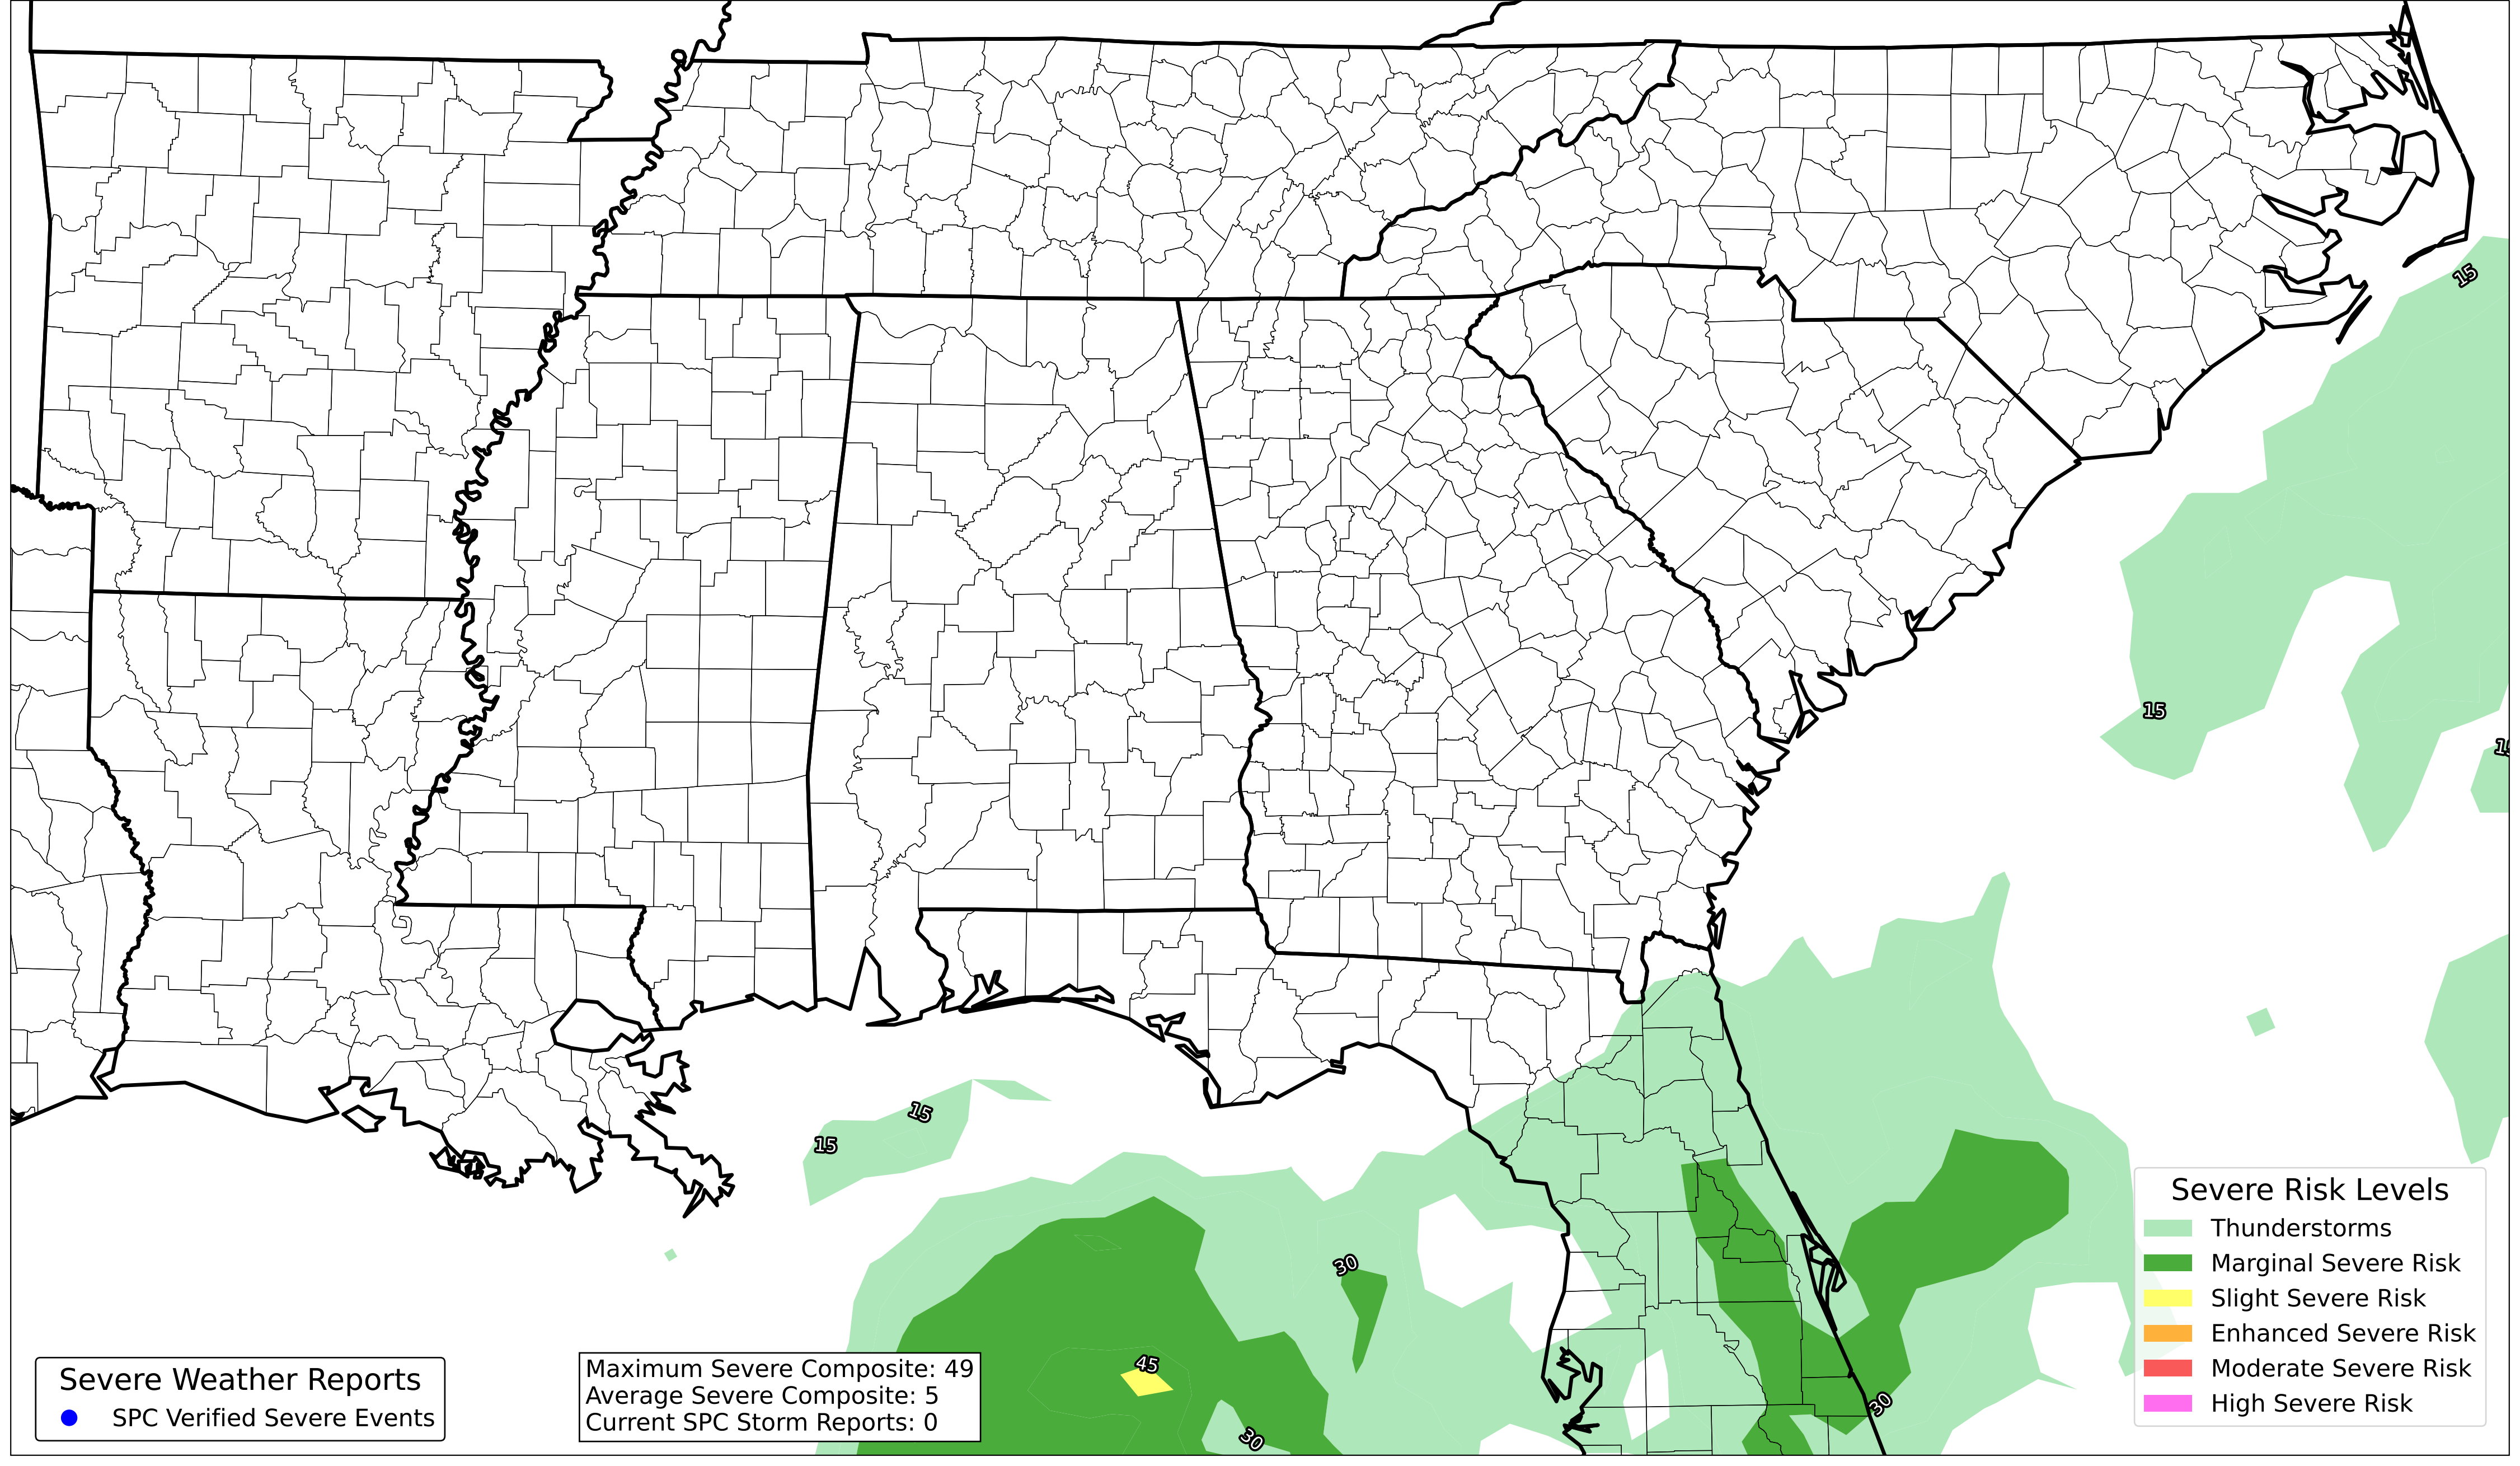 15
15
15
15
15
30
45
30
30
Severe Risk Levels
Thunderstorms
Marginal Severe Risk
Slight Severe Risk
Enhanced Severe Risk
Moderate Severe Risk
High Severe Risk
Severe Weather Reports
SPC Verified Severe Events
Maximum Severe Composite: 49
Average Severe Composite: 5
Current SPC Storm Reports: 0